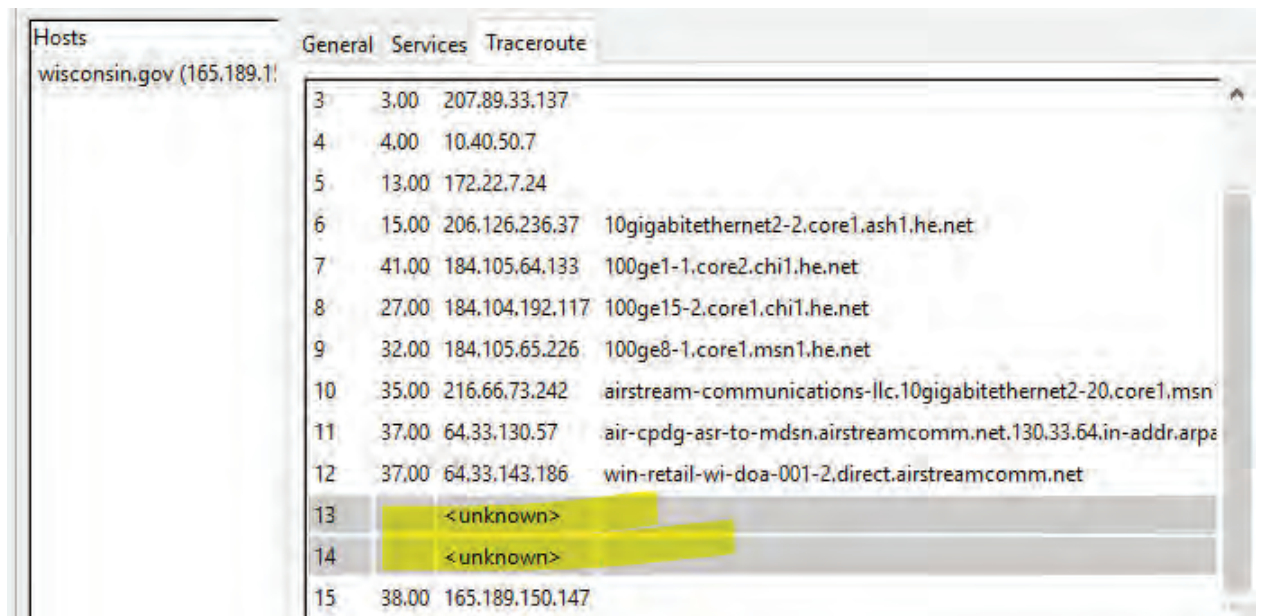 Hosts
wisconsin.gov (165.189.1
General Services Traceroute
3 3.00 207.89.33.137
4 4.00 10.40.50.7
5 13.00 172.22.7.24
6 15.00 206.126.236.37 10gigabitethernet2-2.core1.ash1.he.net
7 41.00 184.105.64.133 100ge1-1.core2.chi1.he.net
8 27.00 184.104.192.117 100ge15-2.core1.chi1.he.net
9 32.00 184.105.65.226 100ge8-1.core1.msn1.he.net
10 35.00 216.66.73.242 airstream-communications-llc.10gigabitethernet2-20.core1.msn
11 37.00 64.33.130.57 air-cpdg-asr-to-mdsn.airstreamcomm.net.130.33.64.in-addr.arpa
12 37.00 64.33.143.186 win-retail-wi-doa-001-2.direct.airstreamcomm.net
13 <unknown>
14 <unknown>
15 38.00 165.189.150.147